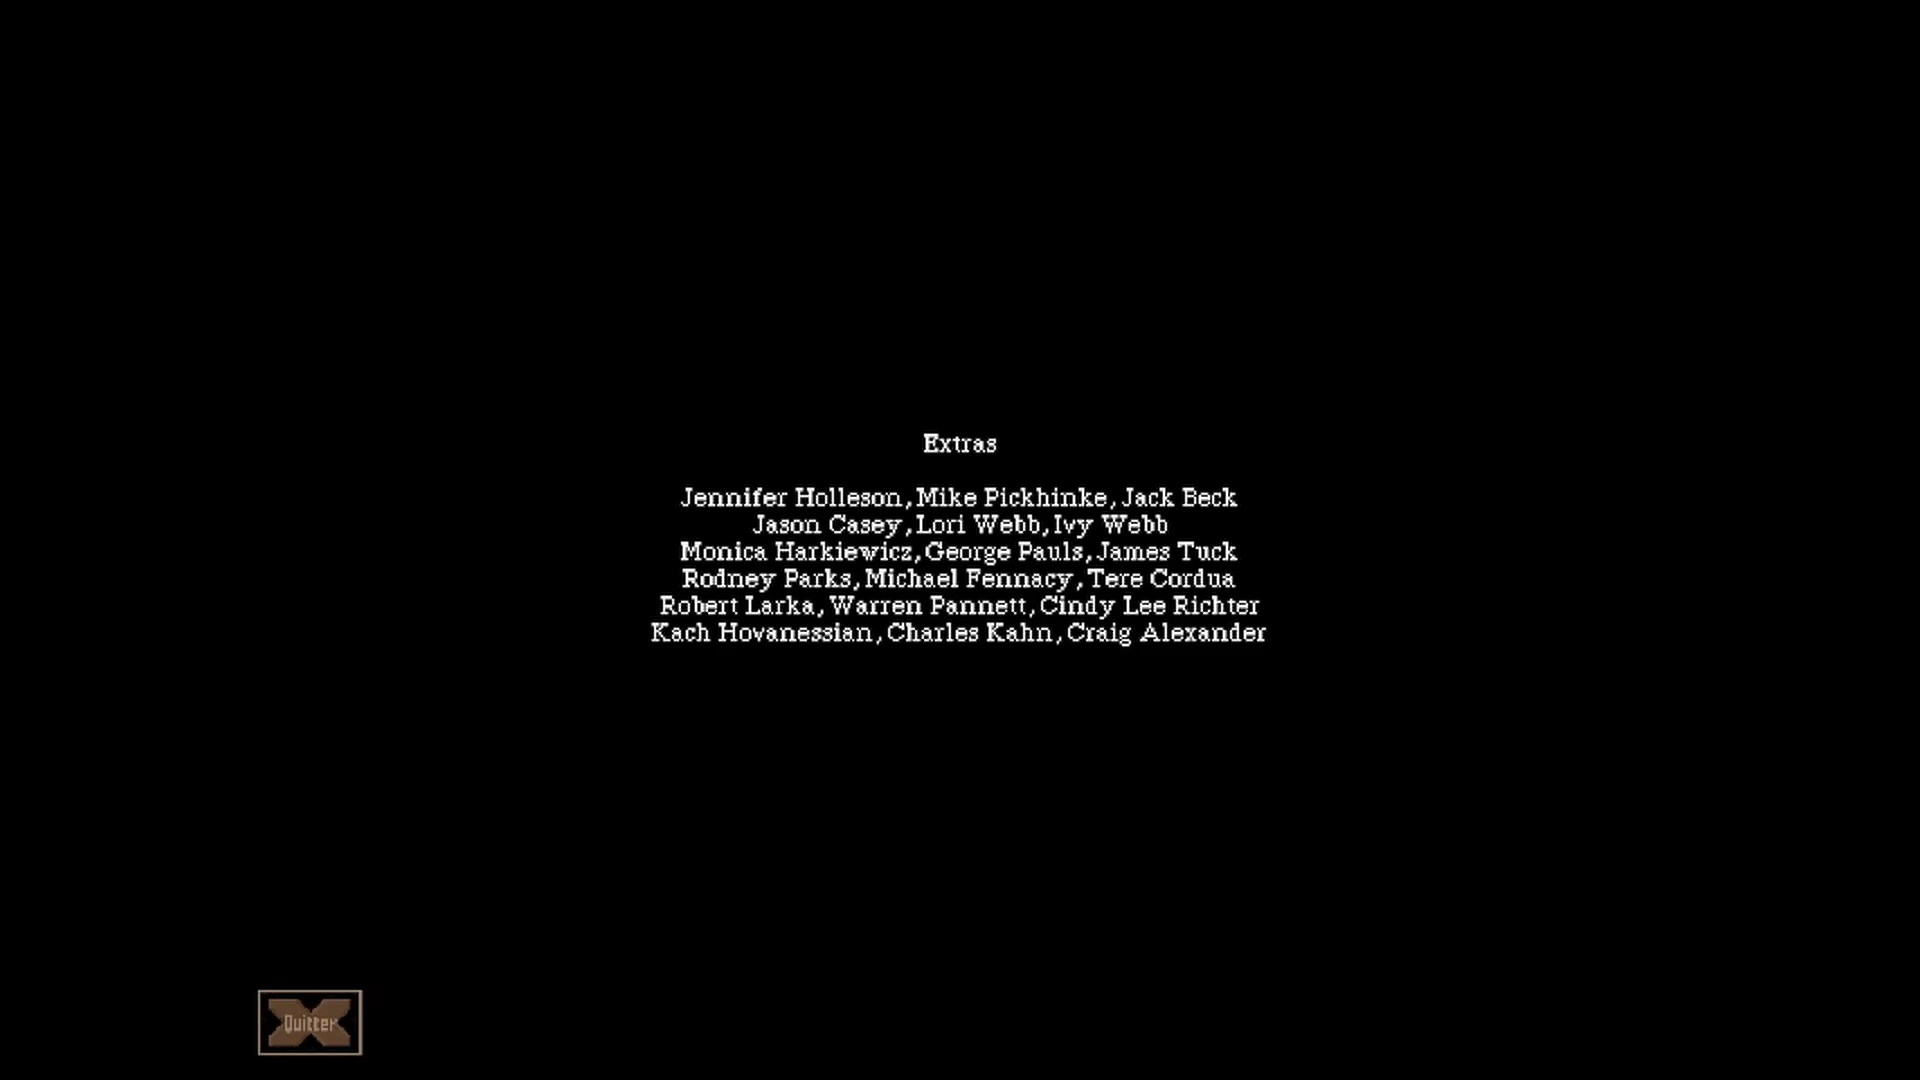 Extras
Jennifer Holleson, Mike Pickhinke, Jack Beck
Jason Casey, Lori Webb, Ivy Webb
Monica Harkiewicz, George Pauls, James Tuck
Rodney Parks, Michael Fennacy, Tere Cordua
Robert Larka, Warren Pannett, Cindy Lee Richter
Kach Hovanessian, Charles Kahn, Craig Alexander
Quitter